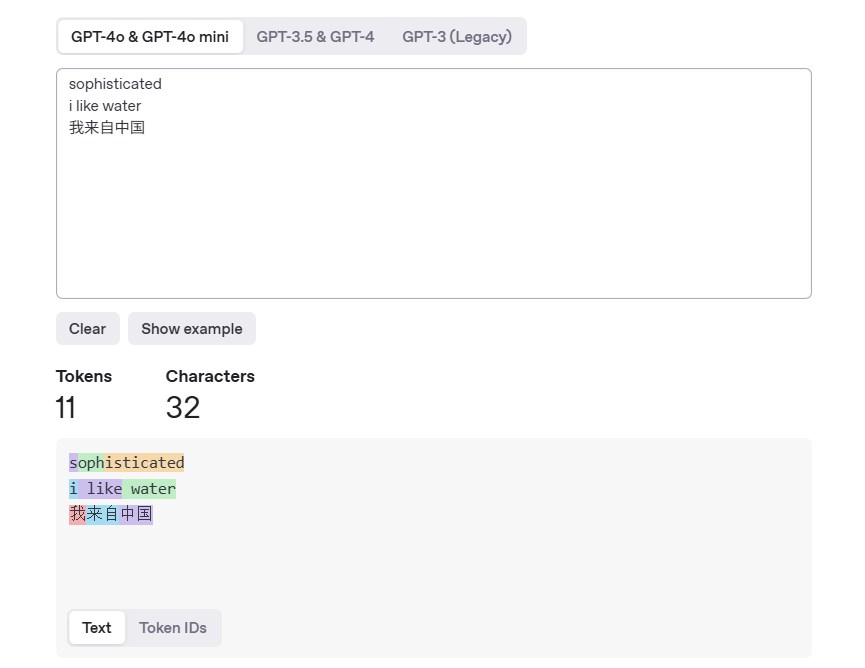 GPT-4o & GPT-4o mini GPT-3.5 & GPT-4 GPT-3 (Legacy)
sophisticated
i like water
我来自中国
Clear Show example
Tokens Characters
11 32
sophisticated
i like water
我来自中国
Text Token IDs